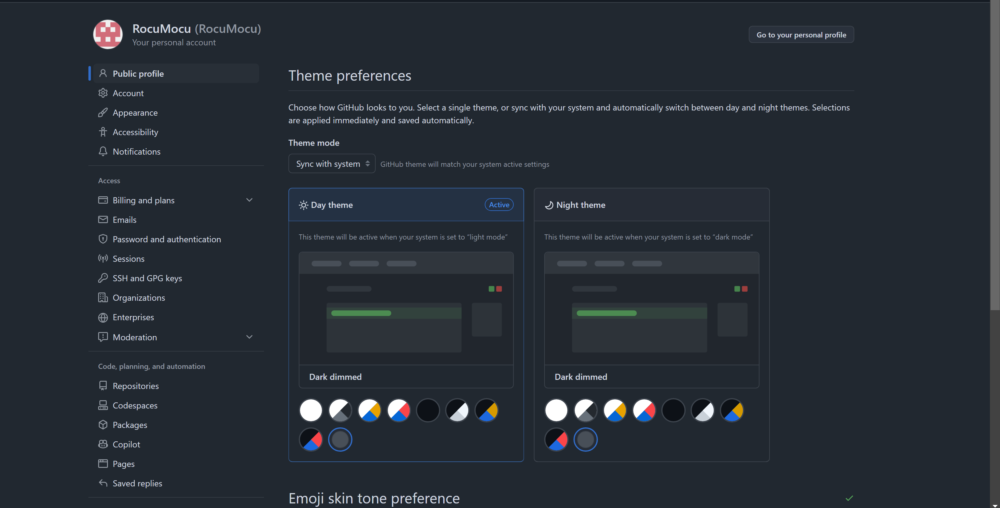 RocuMocu (RocuMocu)
Your personal account
Go to your personal profile
Public profile
Account
Appearance
Accessibility
Notifications
Access
Billing and plans
Emails
Password and authentication
Sessions
SSH and GPG keys
Organizations
Enterprises
Moderation
Code, planning, and automation
Repositories
Codespaces
Packages
Copilot
Pages
Saved replies
Theme preferences
Choose how GitHub looks to you. Select a single theme, or sync with your system and automatically switch between day and night themes. Selections
are applied immediately and saved automatically.
Theme mode
Sync with system
GitHub theme will match your system active settings
Day theme
Active
This theme will be active when your system is set to “light mode”
Dark dimmed
Night theme
This theme will be active when your system is set to “dark mode”
Dark dimmed
Emoji skin tone preference